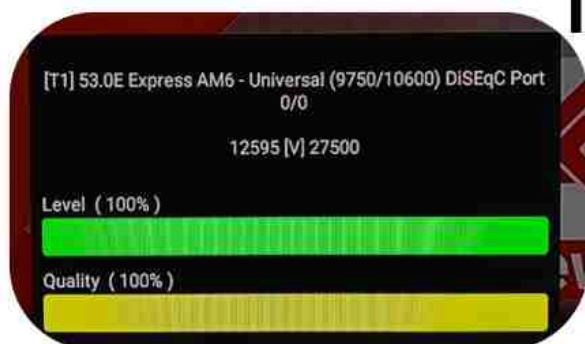 [T1] 53.0E Express AM6 - Universal (9750/10600) DiSEqC Port
0/0
12595 [V] 27500
Level ( 100% )
Quality ( 100% )